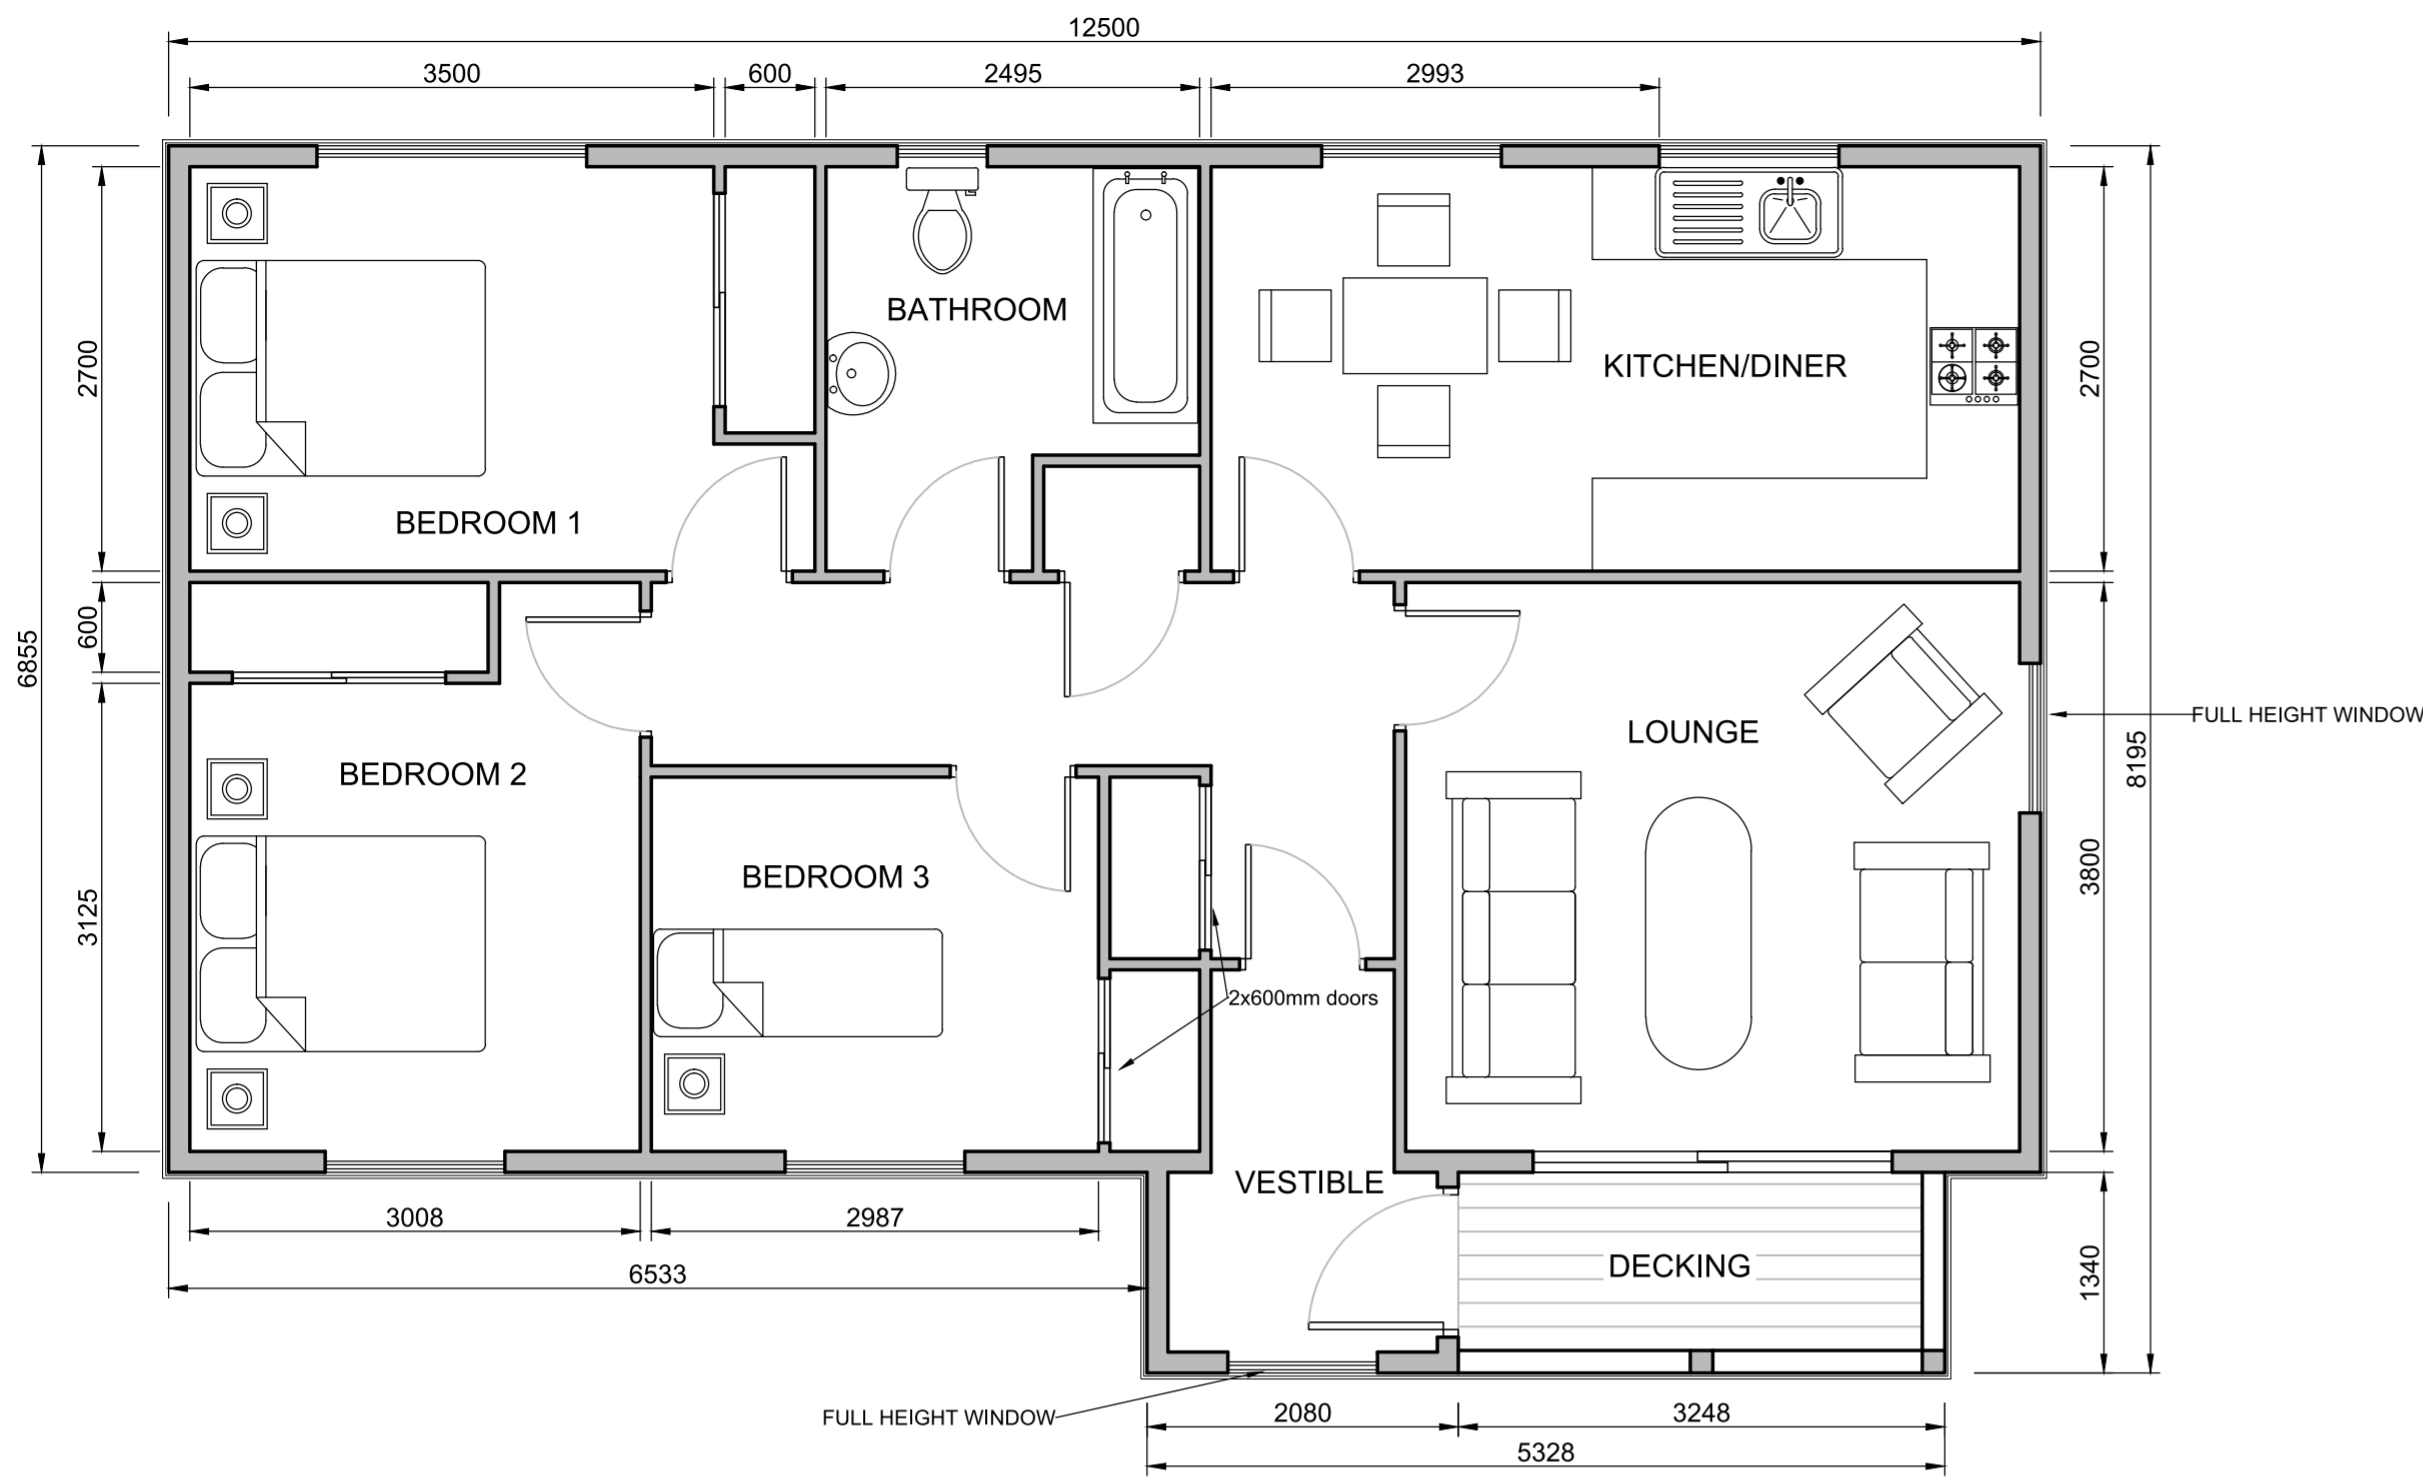 12500
3500
600
2495
2993
BATHROOM
KITCHEN/DINER
2700
2700
BEDROOM 1
600
6855
FULL HEIGHT WINDOW
LOUNGE
8195
BEDROOM 2
3800
BEDROOM 3
3125
2x600mm doors
VESTIBLE
3008
2987
DECKING
1340
6533
FULL HEIGHT WINDOW
2080
3248
5328